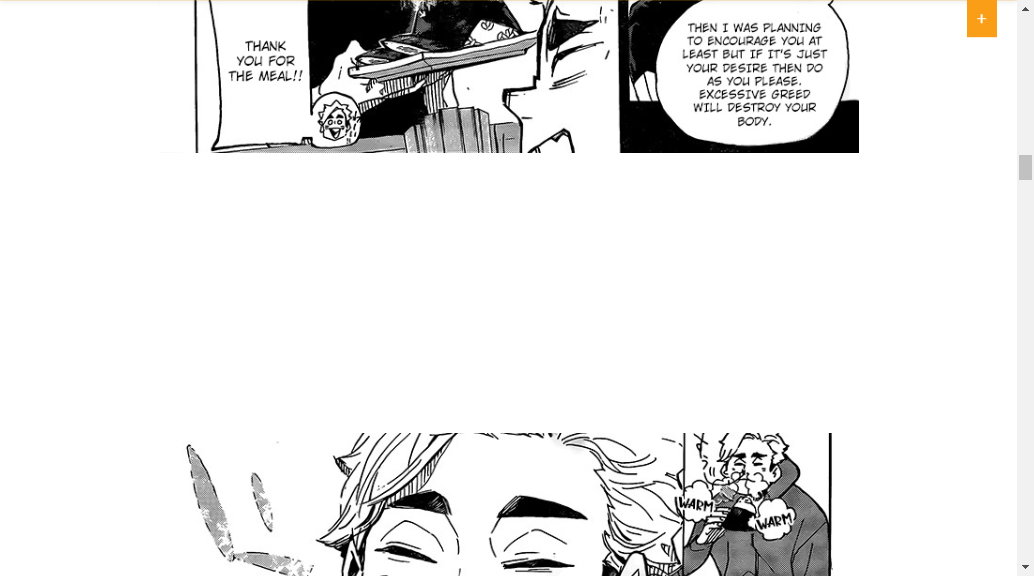 THANK
YOU FOR
THE MEAL!!
THEN I WAS PLANNING
TO ENCOURAGE YOU AT
LEAST BUT IF IT'S JUST
YOUR DESIRE THEN DO
AS YOU PLEASE.
EXCESSIVE GREED
WILL DESTROY YOUR
BODY.
WARM
WARM